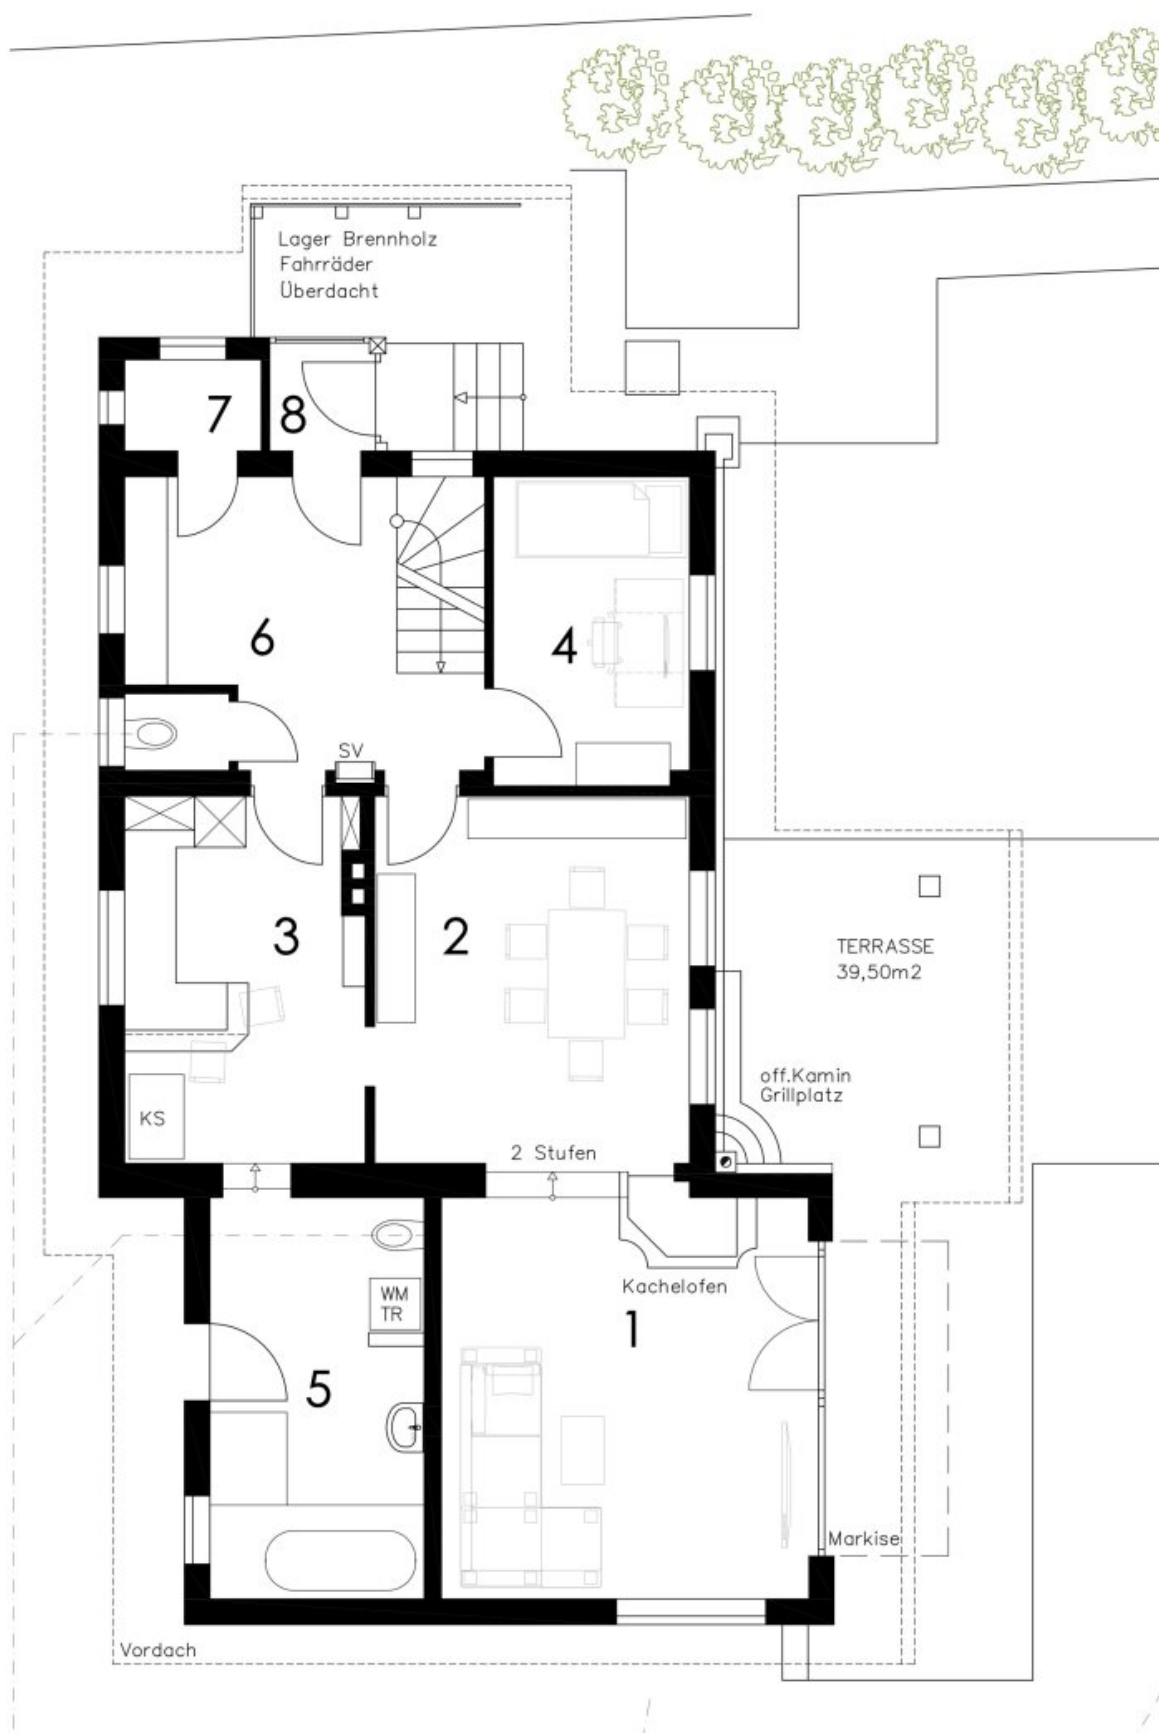 Lager Brennholz
Fahrräder
Überdacht
7
8
6
4
SV
3
2
TERRASSE
39,50m2
off.Kamin
Grillplatz
KS
2 Stufen
Kachelofen
WM
TR
1
5
Markise
Vordach